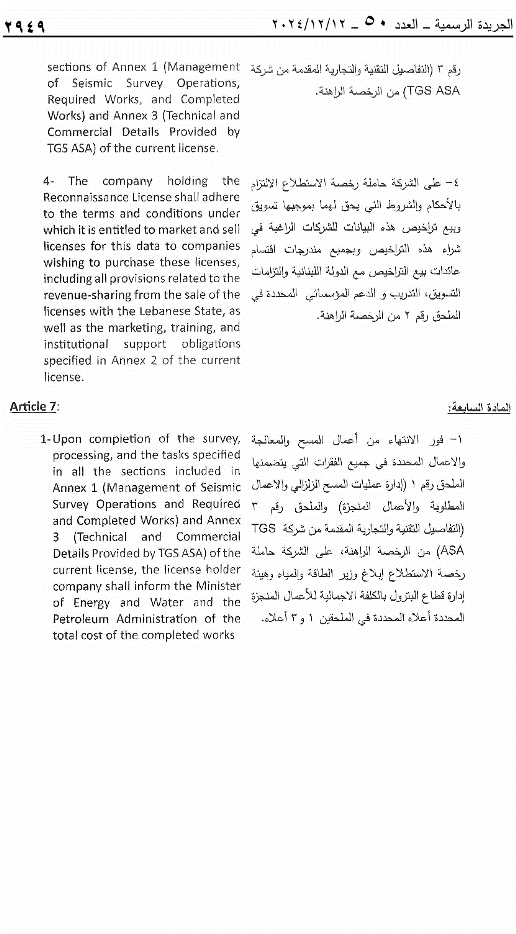 الجريدة الرسمية – العدد ٥٠ – ٢٠٢٤/١٢/١٢
٢٩٤٩
sections of Annex 1 (Management
of Seismic Survey Operations,
Required Works, and Completed
Works) and Annex 3 (Technical and
Commercial Details Provided by
TGS ASA) of the current license.
رقم ٣ (التفاصيل التقنية والتجارية المقدمة من شركة
TGS ASA) من الرخصة الراهنة.
4- The company holding the
Reconnaissance License shall adhere
to the terms and conditions under
which it is entitled to market and sell
licenses for this data to companies
wishing to purchase these licenses,
including all provisions related to the
revenue-sharing from the sale of the
licenses with the Lebanese State, as
well as the marketing, training, and
institutional support obligations
specified in Annex 2 of the current
license.
٤– على الشركة حاملة رخصة الاستطلاع الالتزام
بالأحكام والشروط التي يحق لهما بموجبها تسويق
وبيع تراخيص هذه البيانات للشركات الراغبة في
شراء هذه التراخيص وبجميع مندرجات اقتسام
عائدات بيع التراخيص مع الدولة اللبنانية والتزامات
التسويق، التدريب و الدعم المؤسساتي المحددة في
الملحق رقم ٢ من الرخصة الراهنة.
Article 7:
المادة السابعة:
1-Upon completion of the survey,
processing, and the tasks specified
in all the sections included in
Annex 1 (Management of Seismic
Survey Operations and Required
and Completed Works) and Annex
3 (Technical and Commercial
Details Provided by TGS ASA) of the
current license, the license holder
company shall inform the Minister
of Energy and Water and the
Petroleum Administration of the
total cost of the completed works
١– فور الانتهاء من أعمال المسح والمعالجة
والاعمال المحددة في جميع الفقرات التي يتضمنها
الملحق رقم ١ (إدارة عمليات المسح الزلزالي والاعمال
المطلوبة والأعمال المنجزة) والملحق رقم ٣
(التفاصيل التقنية والتجارية المقدمة من شركة TGS
ASA) من الرخصة الراهنة، على الشركة حاملة
رخصة الاستطلاع إبلاغ وزير الطاقة والمياه وهيئة
إدارة قطاع البترول بالكلفة الاجمالية للأعمال المنجزة
المحددة أعلاه المحددة في الملحقين ١ و ٣ أعلاه.